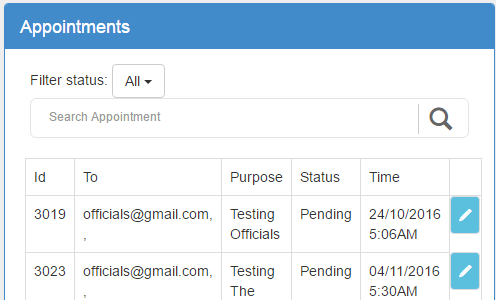 Appointments
Filter status: All
Search Appointment
Id To Purpose Status Time
3019 officials@gmail.com, Testing Pending 24/10/2016
, Officials 5:06AM
3023 officials@gmail.com, Testing Pending 04/11/2016
, The 5:30AM